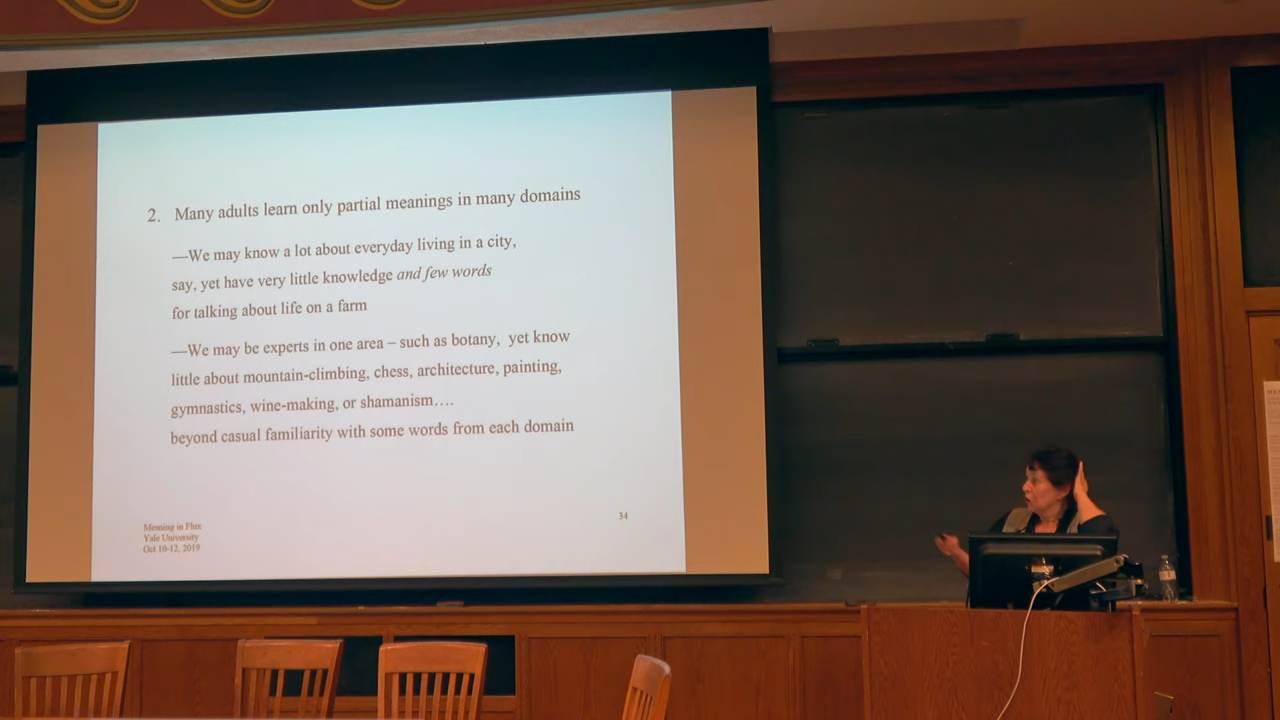 2. Many adults learn only partial meanings in many domains
—We may know a lot about everyday living in a city,
say, yet have very little knowledge and few words
for talking about life on a farm
—We may be experts in one area – such as botany, yet know
little about mountain-climbing, chess, architecture, painting,
gymnastics, wine-making, or shamanism….
beyond casual familiarity with some words from each domain
Meaning in Flux
Yale University
Oct 10-12, 2019
34